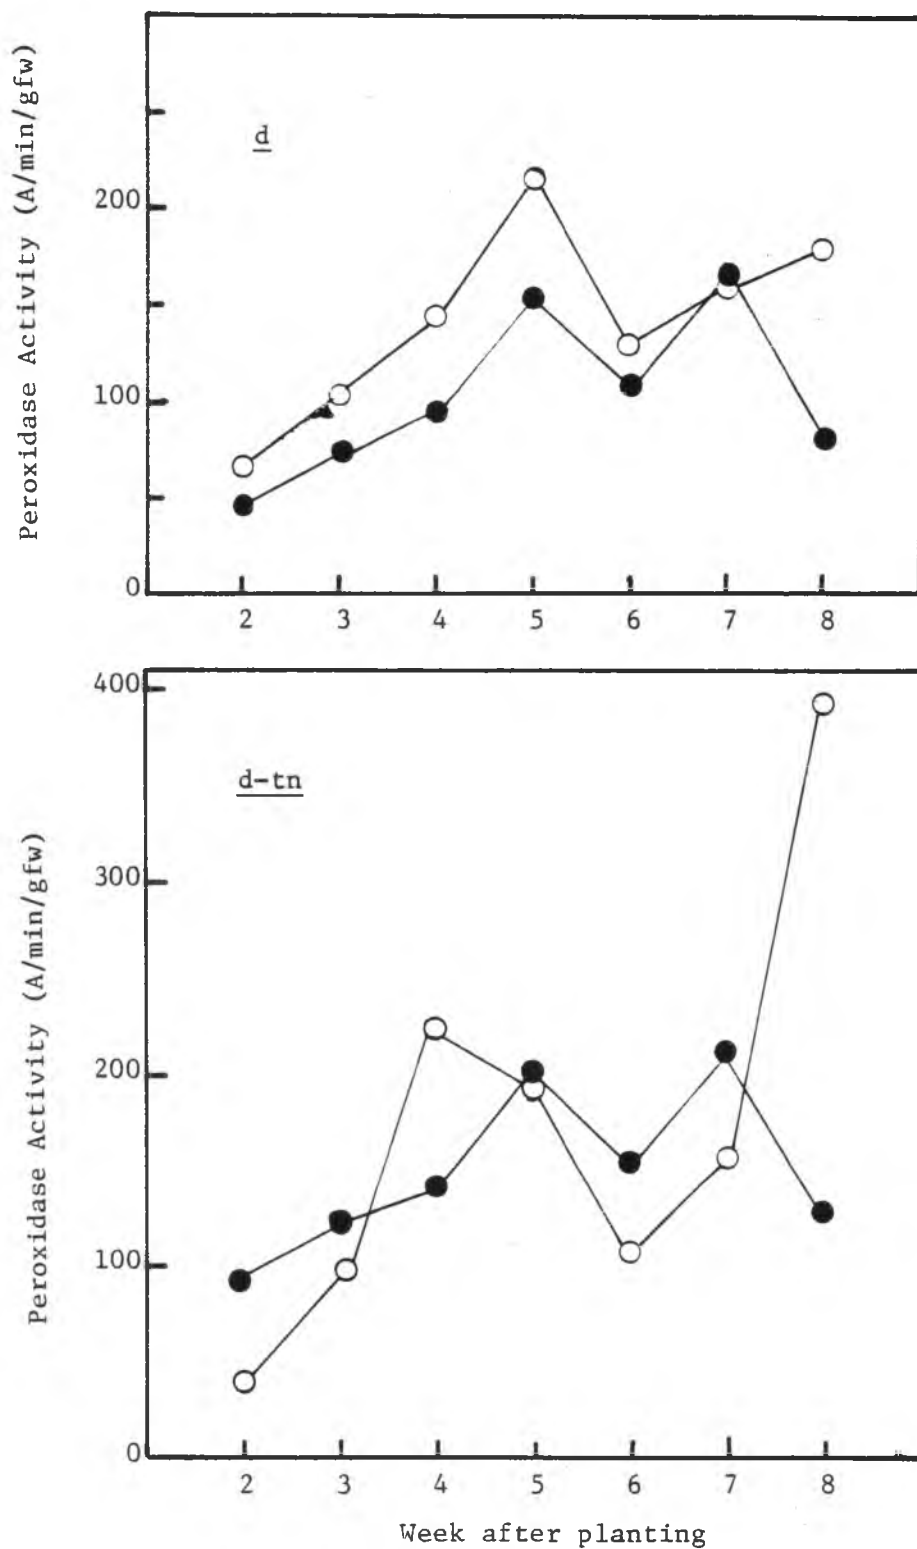 Peroxidase Activity (A/min/gfw)
200
100
0
d
2 3 4 5 6 7 8
Peroxidase Activity (A/min/gfw)
400
300
200
100
0
d-tn
2 3 4 5 6 7 8
Week after planting